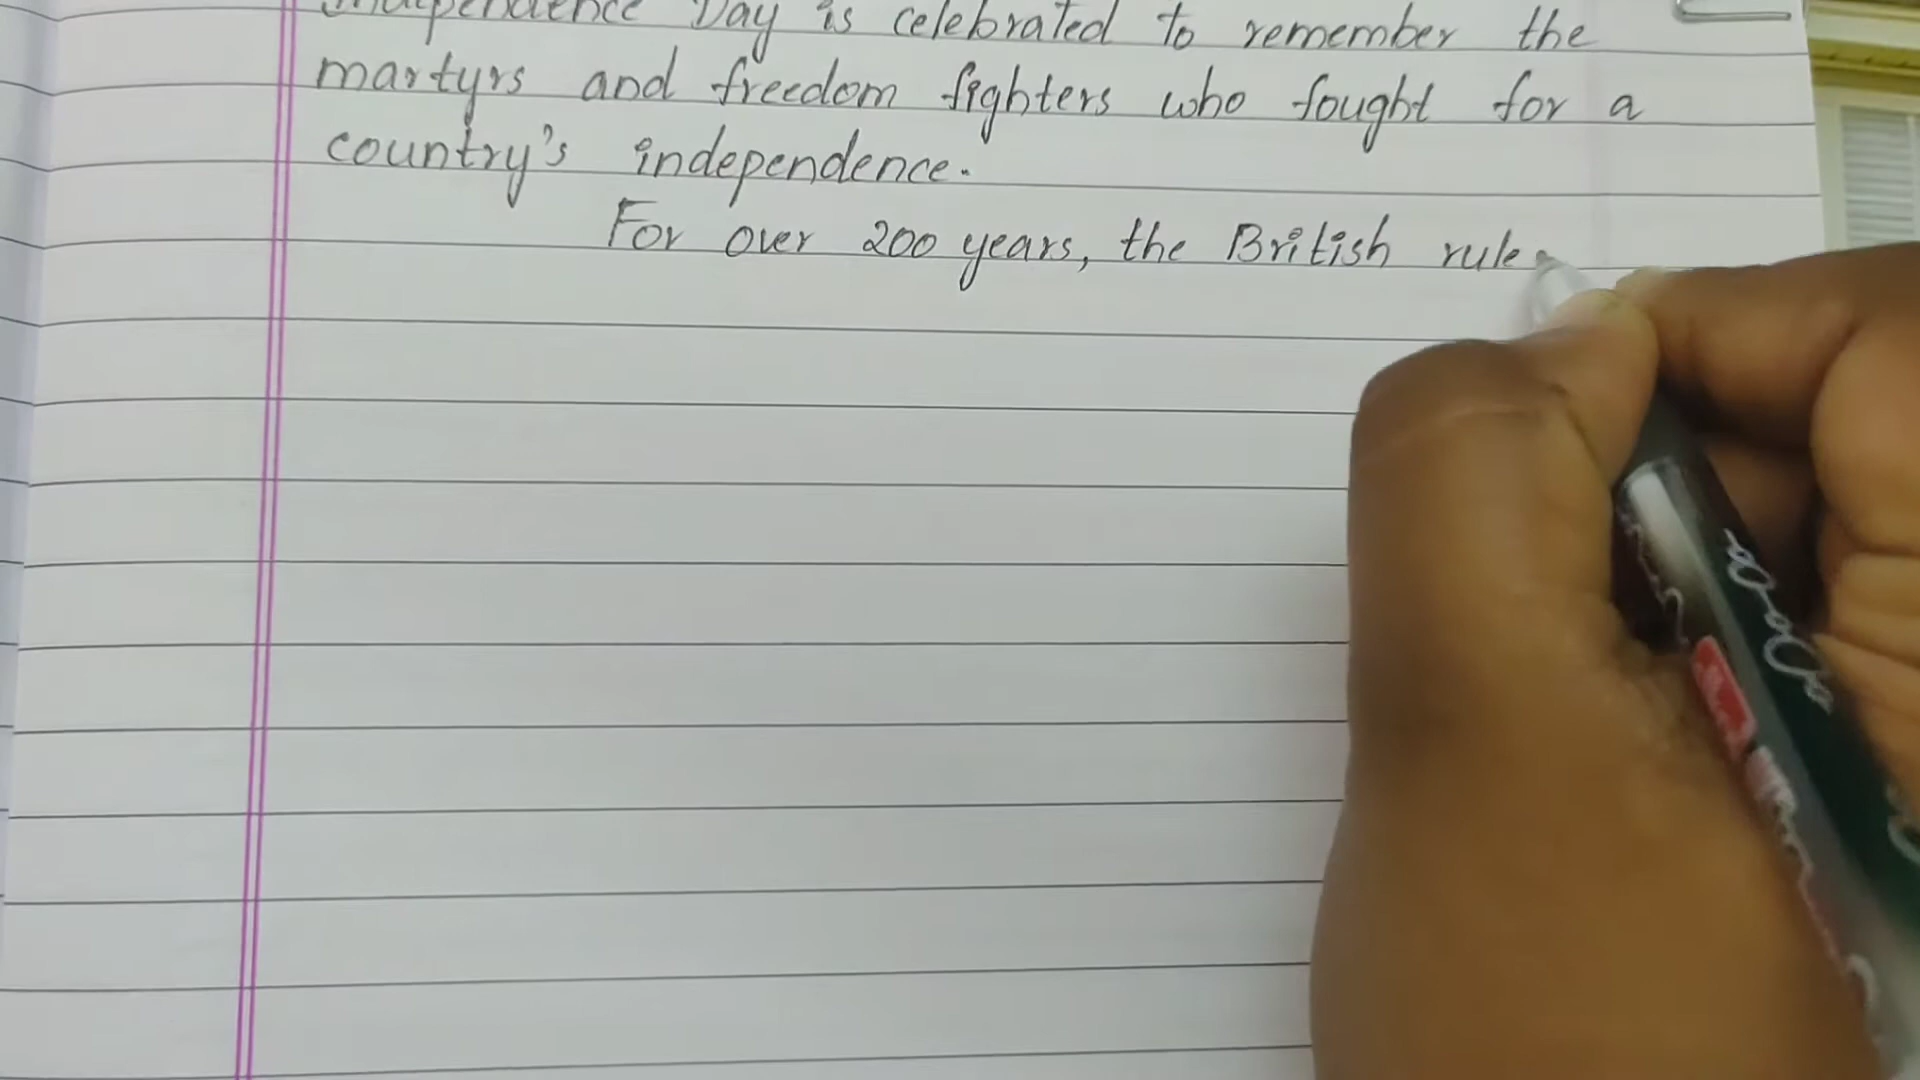 Independence Day is celebrated to remember the
martyrs and freedom fighters who fought for a
country's independence.
For over 200 years, the British rule